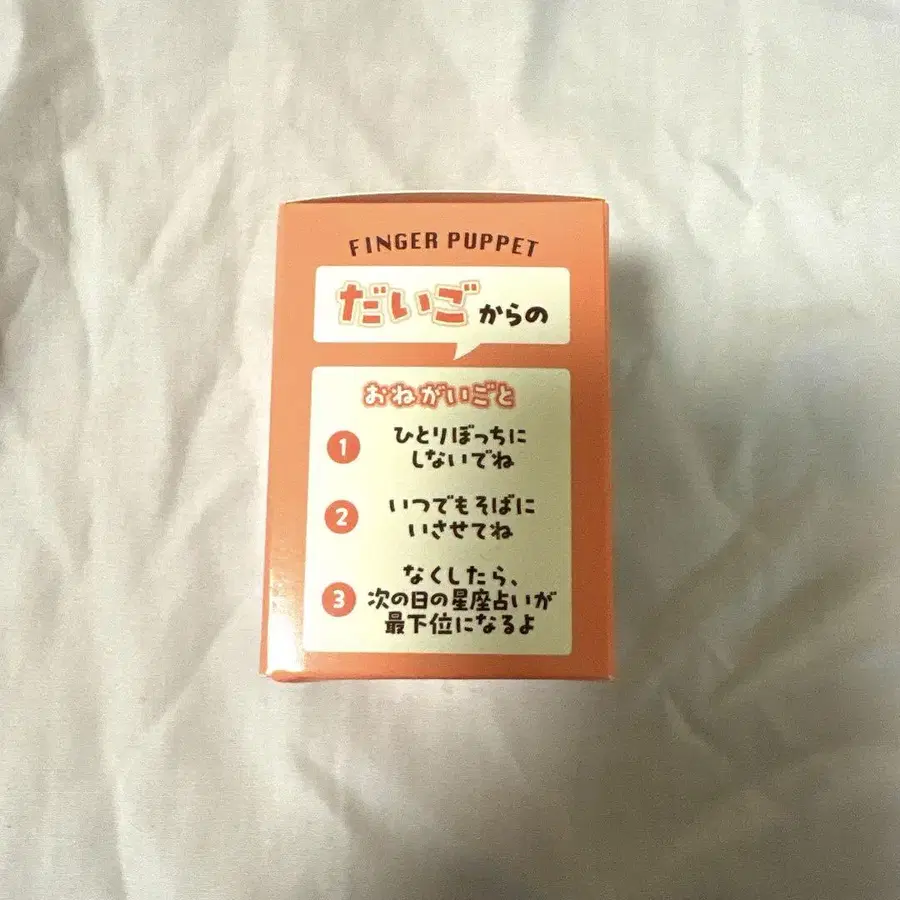 FINGER PUPPET
だいごからの
おねがいごと
1 ひとりぼっちに
しないでね
2 いつでもそばに
いさせてね
3 なくしたら、
次の日の星座占いが
最下位になるよ